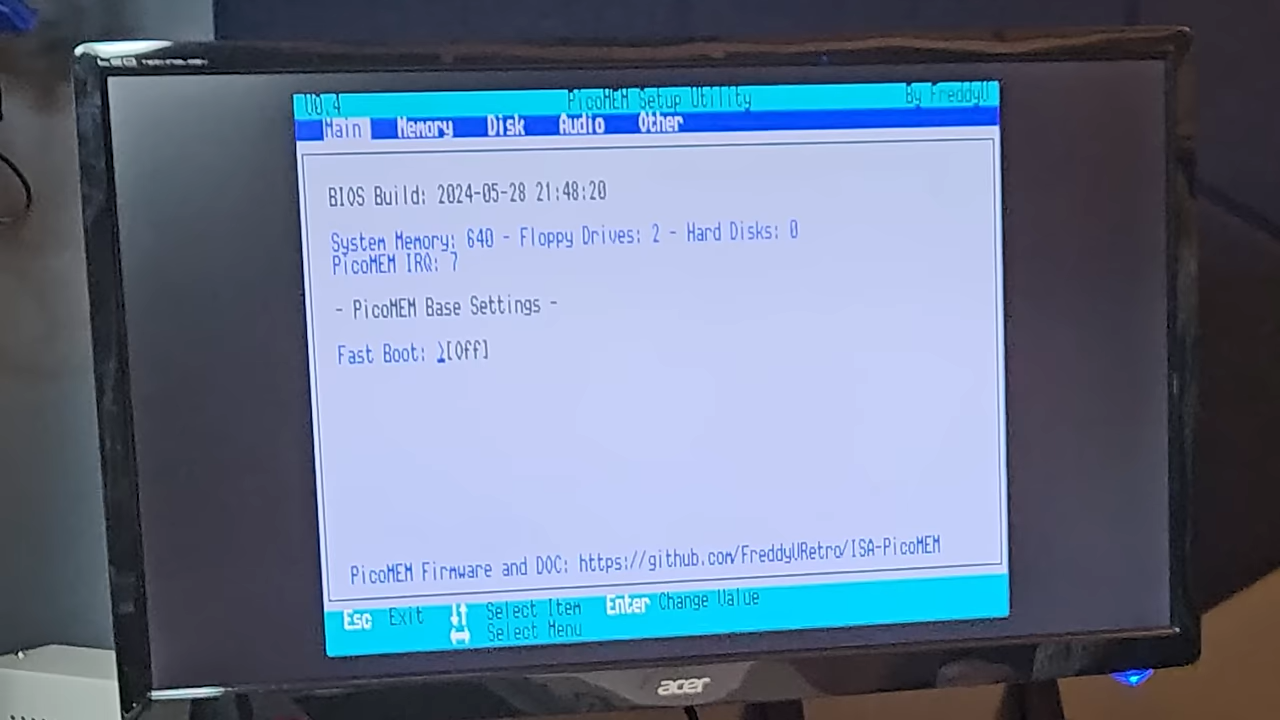 V0.4 PicoMEM Setup Utility By FreddyV
Main Memory Disk Audio Other
BIOS Build: 2024-05-28 21:48:20
System Memory: 640 - Floppy Drives: 2 - Hard Disks: 0
PicoMEM IRQ: 7
- PicoMEM Base Settings -
Fast Boot: [Off]
PicoMEM Firmware and DOC: https://github.com/FreddyVRetro/ISA-PicoMEM
Esc Exit ↓↑ Select Item Enter Change Value
↔ Select Menu
acer